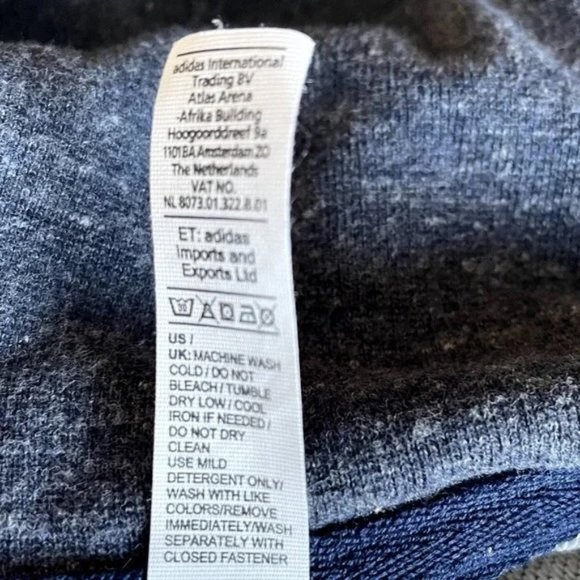 adidas International
Trading BV
Atlas Arena
-Afrika Building
Hoogoorddreef 9a
1101 BA Amsterdam ZO
The Netherlands
VAT NO.
NL 8073.01.322.B.01
ET: adidas
Imports and
Exports Ltd
30
US /
UK: MACHINE WASH
COLD / DO NOT
BLEACH / TUMBLE
DRY LOW / COOL
IRON IF NEEDED /
DO NOT DRY
CLEAN
USE MILD
DETERGENT ONLY/
WASH WITH LIKE
COLORS/REMOVE
IMMEDIATELY/WASH
SEPARATELY WITH
CLOSED FASTENER